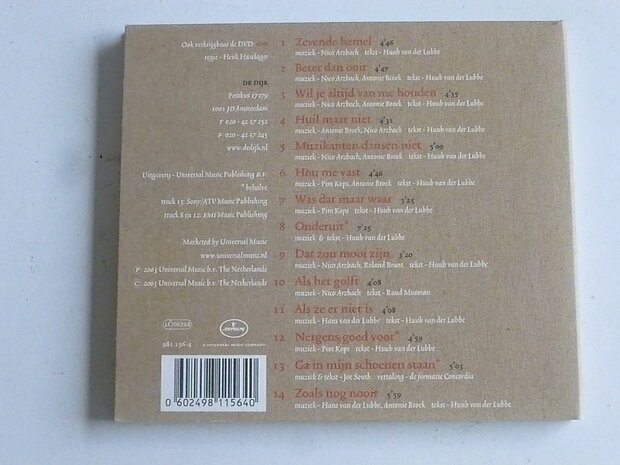 Ook verkrijgbaar de DVD:
regie - Henk Haselager
DE DIJK
Postbus 17179
1001 JD Amsterdam
T 020 - 42 17 252
F 020 - 42 17 245
www.dedijk.nl
Uitgeverij - Universal Music Publishing B.V.
* behalve
track 13: Sony/ATV Music Publishing
track 8 en 12: EMI Music Publishing
Marketed by Universal Music
www.universalmusic.nl
P 2003 Universal Music b.v. The Netherlands
C 2003 Universal Music b.v. The Netherlands
LC 00268
mercury
981.156-4
A UNIVERSAL MUSIC COMPANY
0 602498 115640
1 Zevende hemel 4'46
muziek - Nico Arzbach tekst - Huub van der Lubbe
2 Beter dan ooit 4'47
muziek - Nico Arzbach, Antonie Broek tekst - Huub van der Lubbe
3 Wil je altijd van me houden 4'35
muziek - Nico Arzbach, Antonie Broek tekst - Huub van der Lubbe
4 Huil maar niet 4'31
muziek - Antonie Broek, Nico Arzbach tekst - Huub van der Lubbe
5 Muzikanten dansen niet 5'09
muziek - Nico Arzbach, Antonie Broek tekst - Huub van der Lubbe
6 Hou me vast 4'46
muziek - Pim Kops, Antonie Broek tekst - Huub van der Lubbe
7 Was dat maar waar 3'25
muziek - Pim Kops tekst - Huub van der Lubbe
8 Onderuit* 7'25
muziek & tekst - Huub van der Lubbe
9 Dat zou mooi zijn 3'20
muziek - Nico Arzbach, Roland Brunt tekst - Huub van der Lubbe
10 Als het golft 4'08
muziek - Nico Arzbach tekst - Ruud Musman
11 Als ze er niet is 4'08
muziek - Hans van der Lubbe tekst - Huub van der Lubbe
12 Nergens goed voor* 4'59
muziek - Pim Kops tekst - Huub van der Lubbe
13 Ga in mijn schoenen staan* 5'03
muziek & tekst - Joe South vertaling - de formatie Concordia
14 Zoals nog nooit 5'59
muziek - Hans van der Lubbe, Antonie Broek tekst - Huub van der Lubbe